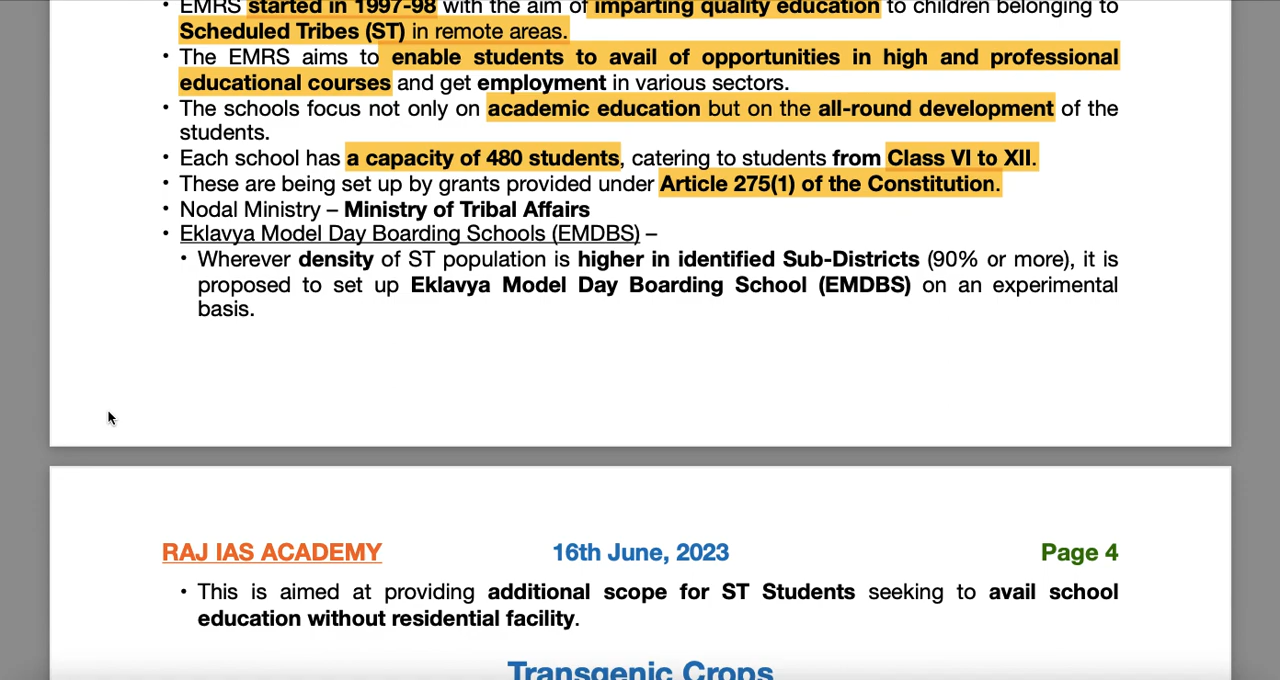 • EMRS started in 1997-98 with the aim of imparting quality education to children belonging to
Scheduled Tribes (ST) in remote areas.
• The EMRS aims to enable students to avail of opportunities in high and professional
educational courses and get employment in various sectors.
• The schools focus not only on academic education but on the all-round development of the
students.
• Each school has a capacity of 480 students, catering to students from Class VI to XII.
• These are being set up by grants provided under Article 275(1) of the Constitution.
• Nodal Ministry – Ministry of Tribal Affairs
• Eklavya Model Day Boarding Schools (EMDBS) –
• Wherever density of ST population is higher in identified Sub-Districts (90% or more), it is
proposed to set up Eklavya Model Day Boarding School (EMDBS) on an experimental
basis.
RAJ IAS ACADEMY 16th June, 2023 Page 4
• This is aimed at providing additional scope for ST Students seeking to avail school
education without residential facility.
Transgenic Crops